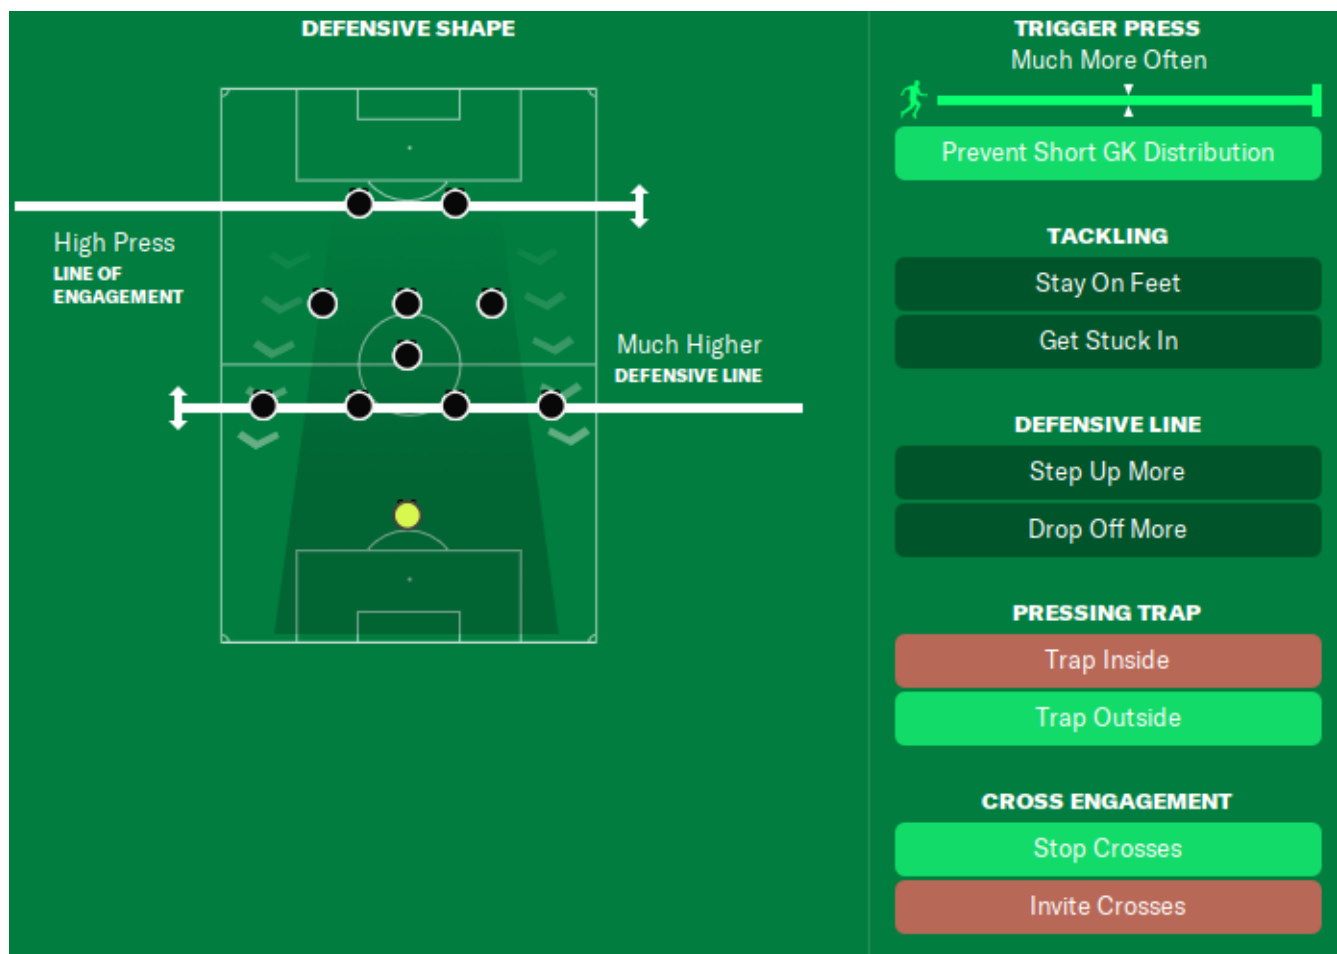 DEFENSIVE SHAPE
High Press
LINE OF
ENGAGEMENT
Much Higher
DEFENSIVE LINE
TRIGGER PRESS
Much More Often
Prevent Short GK Distribution
TACKLING
Stay On Feet
Get Stuck In
DEFENSIVE LINE
Step Up More
Drop Off More
PRESSING TRAP
Trap Inside
Trap Outside
CROSS ENGAGEMENT
Stop Crosses
Invite Crosses